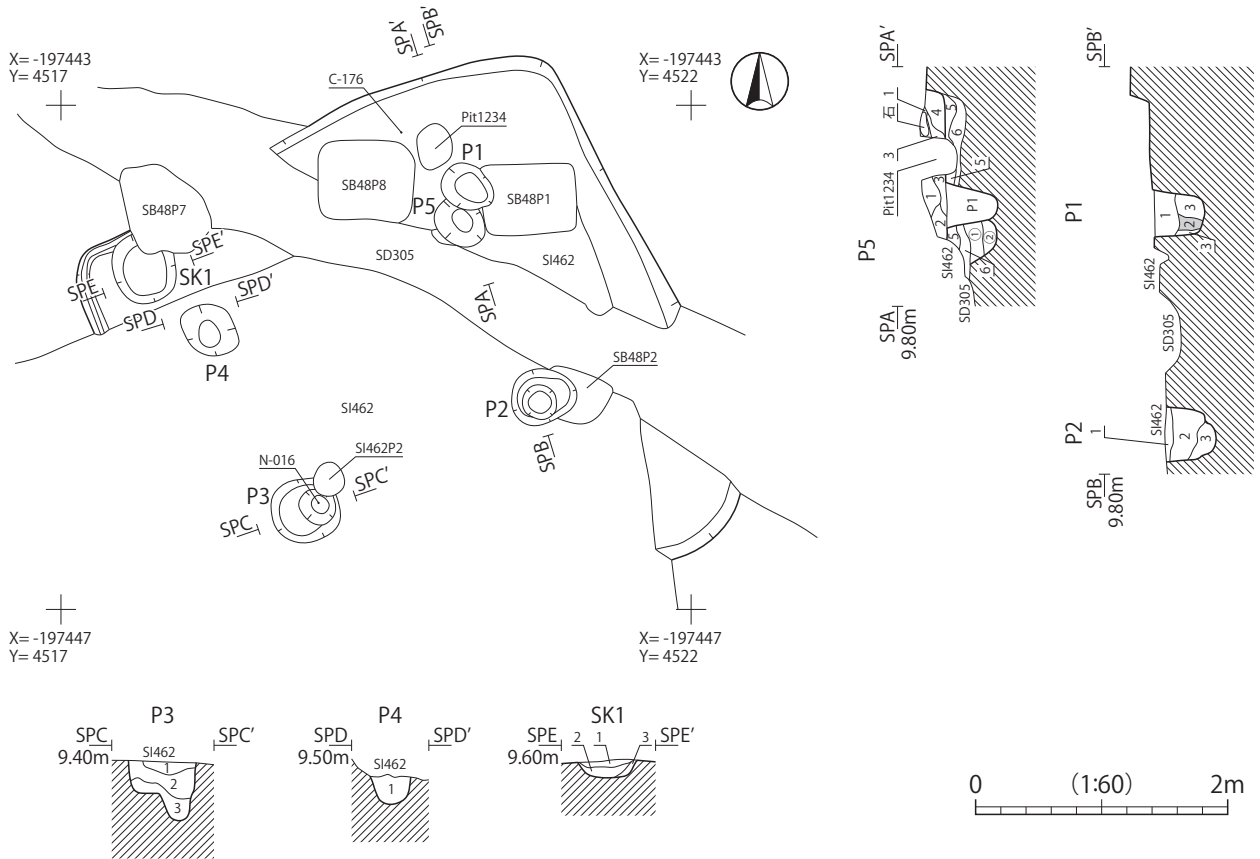 X= -197443
Y= 4517
SPA'
SPB'
C-176
Pit1234
X= -197443
Y= 4522
P1
SB48P8
SB48P7
P5
SB48P1
SPE'
SD305
SI462
SK1
SPE
SPD'
SPA
SPD
P4
SB48P2
P2
SI462
SPB
N-016
SI462P2
P3
SPC'
SPC
X= -197447
Y= 4517
X= -197447
Y= 4522
SPA'
石 1
3
Pit1234
P5
4
5
6
5
3
1
2
P1
5
①
②
6
SI462
SD305
SPA
9.80m
SPB'
P1
1
3
2
3
SI462
SD305
P2
1
SI462
2
3
SPB
9.80m
P3
SPC
SPC'
9.40m
SI462
1
2
3
P4
SPD
SPD'
9.50m
SI462
1
SK1
SPE
2
1
3
SPE'
9.60m
0
(1:60)
2m